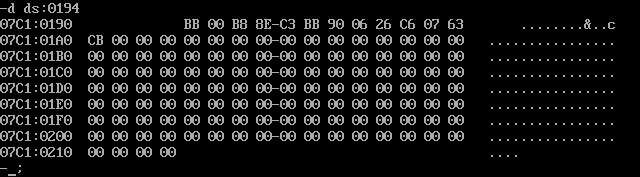 -d ds:0194
07C1:0190              BB 00 B8 8E-C3 BB 90 06 26 C6 07 63       ........&..c
07C1:01A0  CB 00 00 00 00 00 00 00-00 00 00 00 00 00 00 00   ................
07C1:01B0  00 00 00 00 00 00 00 00-00 00 00 00 00 00 00 00   ................
07C1:01C0  00 00 00 00 00 00 00 00-00 00 00 00 00 00 00 00   ................
07C1:01D0  00 00 00 00 00 00 00 00-00 00 00 00 00 00 00 00   ................
07C1:01E0  00 00 00 00 00 00 00 00-00 00 00 00 00 00 00 00   ................
07C1:01F0  00 00 00 00 00 00 00 00-00 00 00 00 00 00 00 00   ................
07C1:0200  00 00 00 00 00 00 00 00-00 00 00 00 00 00 00 00   ................
07C1:0210  00 00 00 00                                       ....
-_;